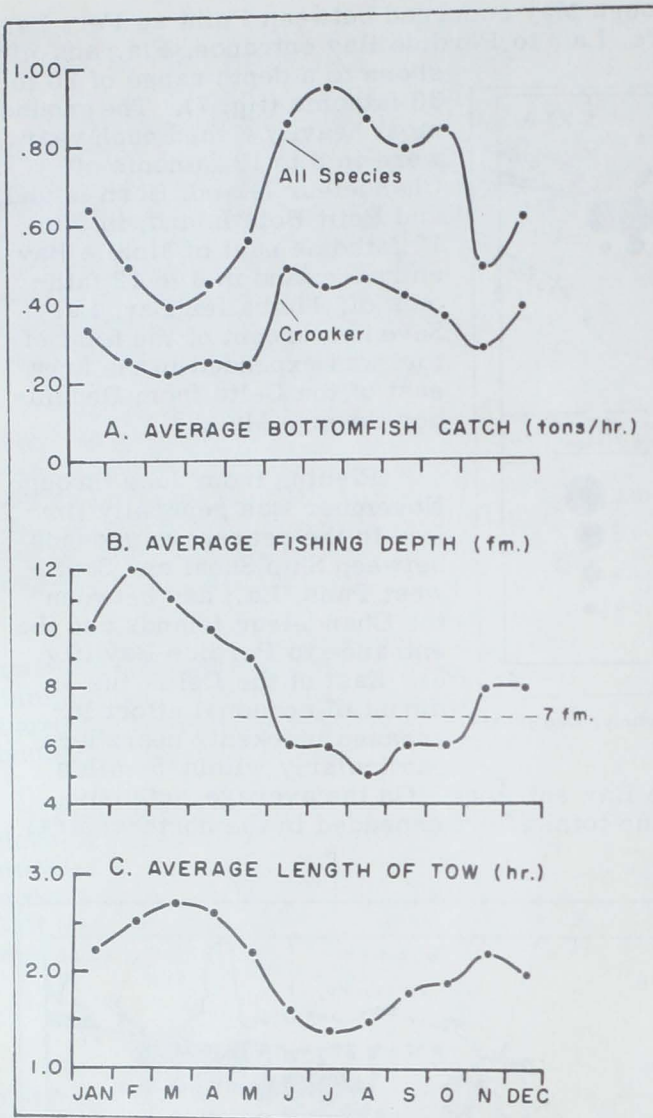 1.00
.80
All Species
.60
.40
Croaker
.20
A. AVERAGE BOTTOMFISH CATCH (tons/hr.)
0
B. AVERAGE FISHING DEPTH (fm.)
12
10
8
7 fm.
6
4
C. AVERAGE LENGTH OF TOW (hr.)
3.0
2.0
1.0
JAN F M A M J J A S O N DEC